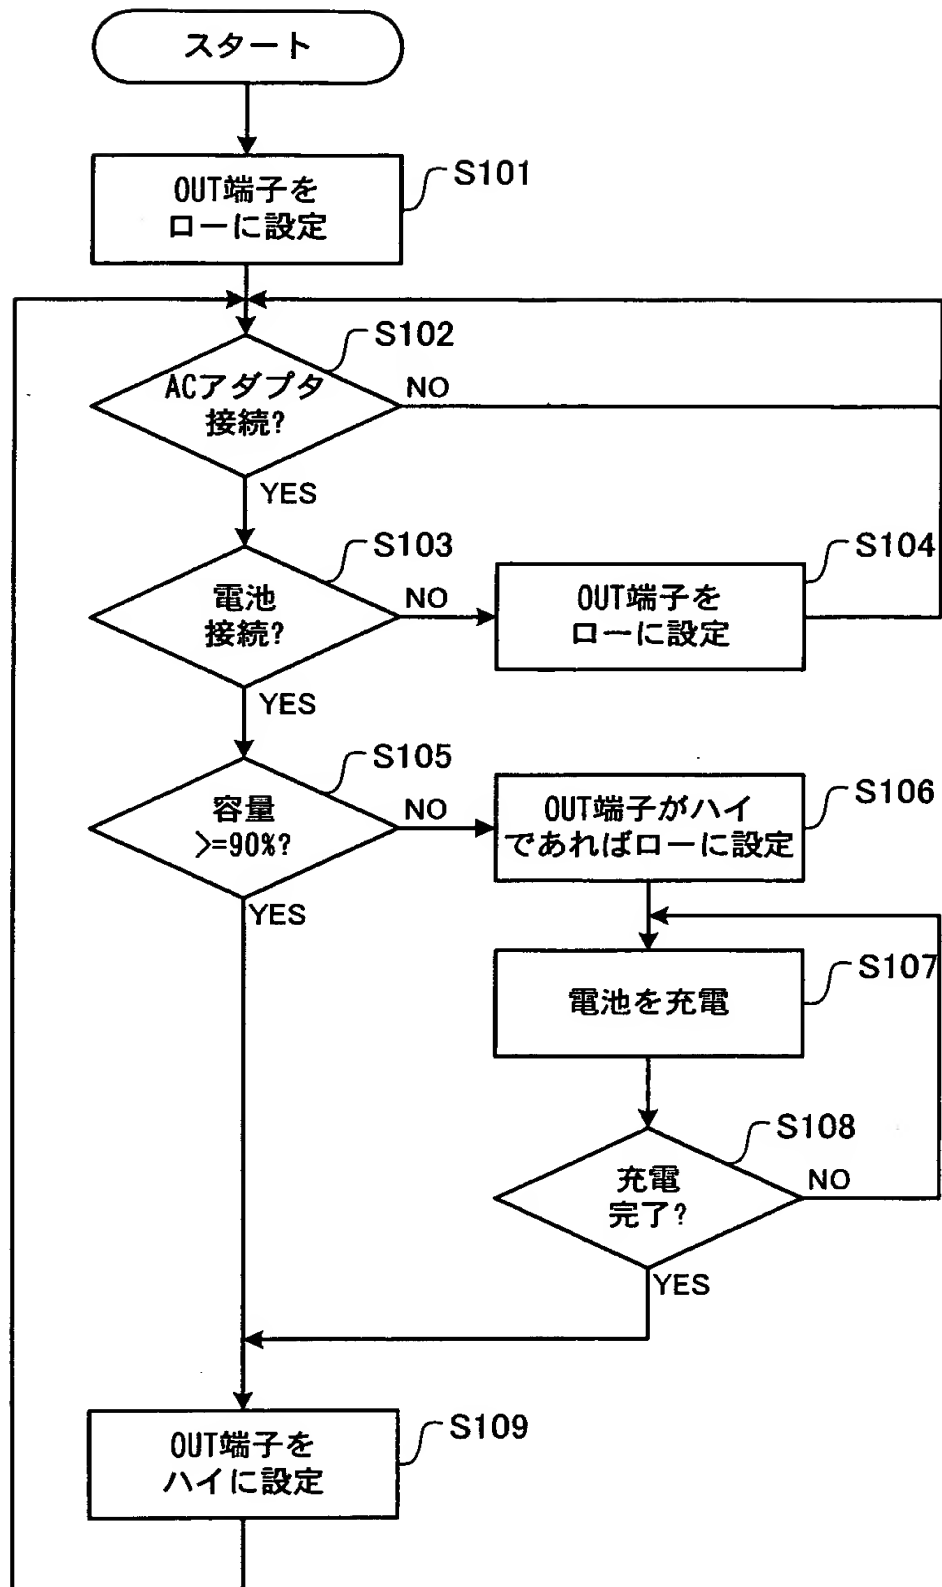 スタート
OUT端子を
ローに設定
S101
S102
ACアダプタ
接続?
NO
YES
S103
電池
接続?
NO
YES
S104
OUT端子を
ローに設定
S105
容量
>=90%?
NO
YES
S106
OUT端子がハイ
であればローに設定
S107
電池を充電
S108
充電
完了?
NO
YES
S109
OUT端子を
ハイに設定